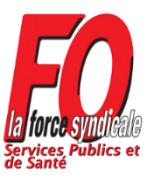 FO
la force syndicale
Services Publics et
de Santé